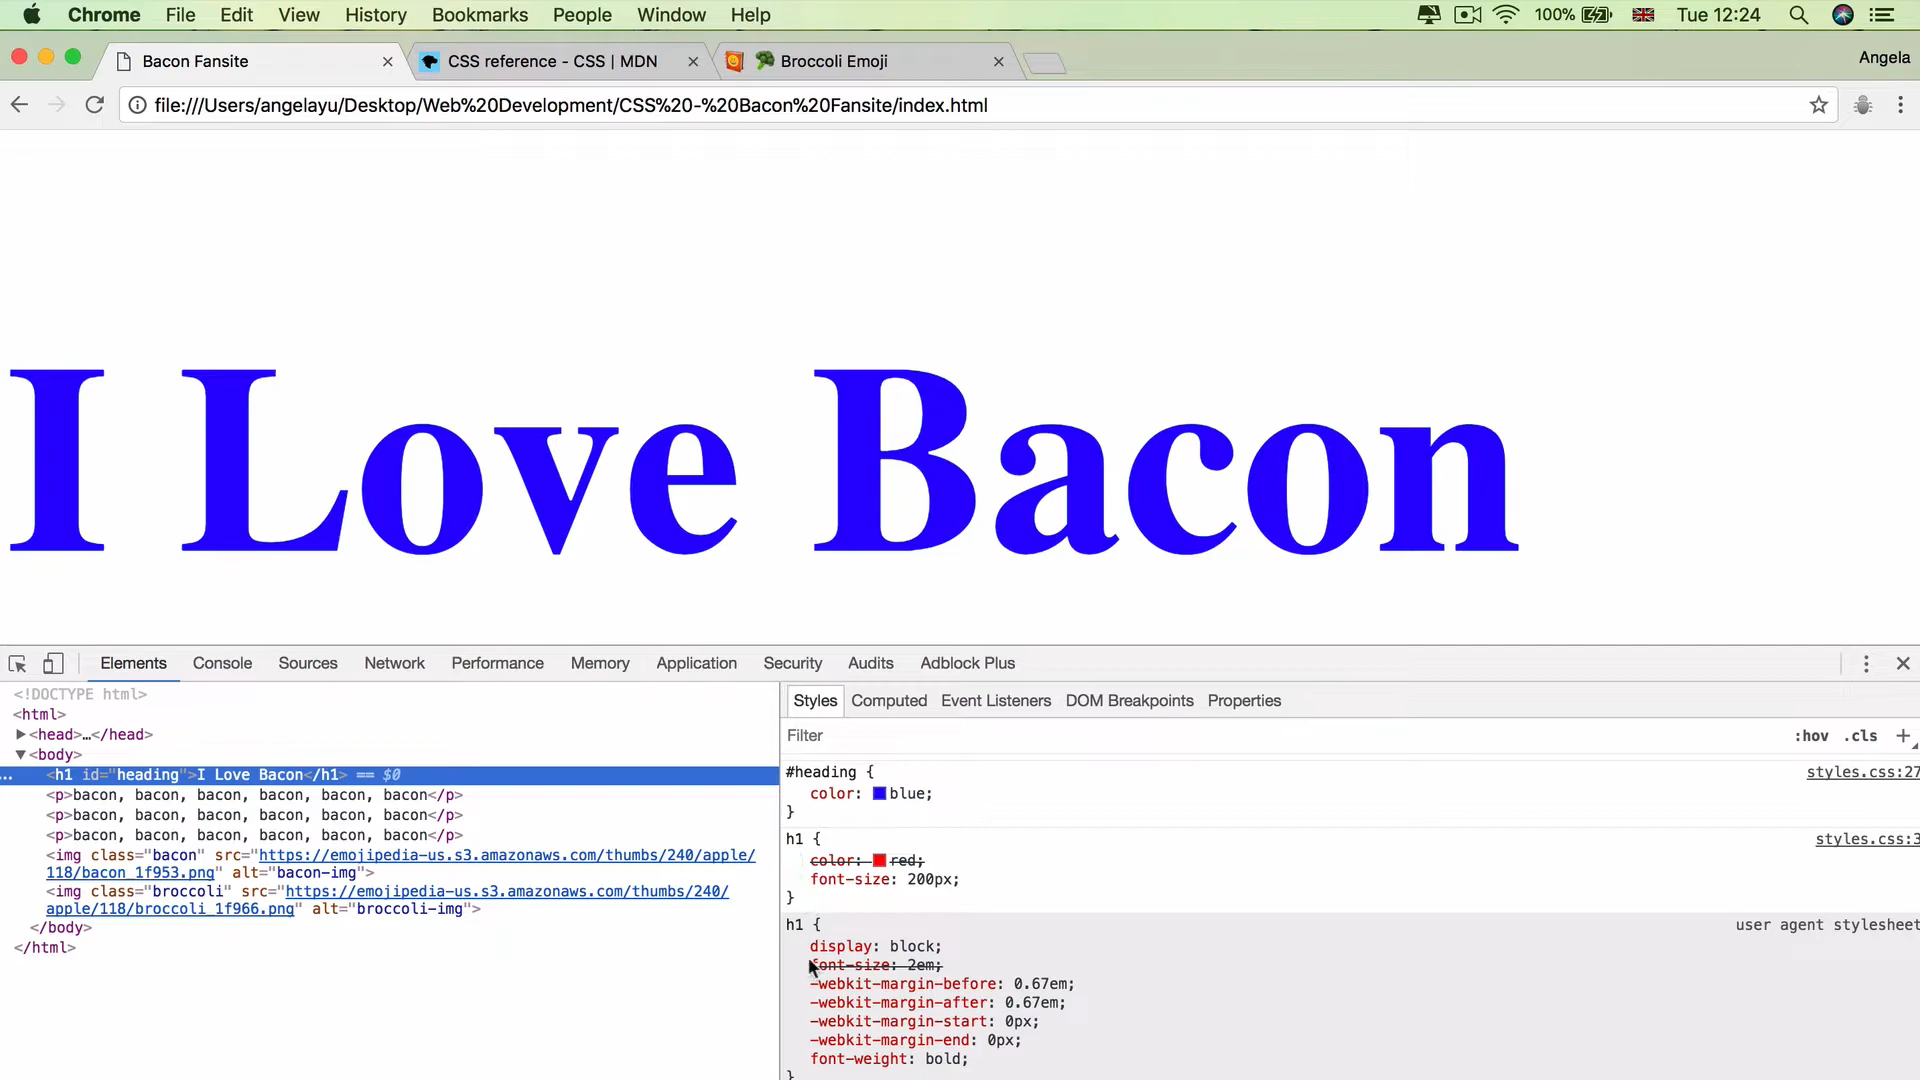 Chrome File Edit View History Bookmarks People Window Help 100% Tue 12:24
Bacon Fansite CSS reference - CSS | MDN Broccoli Emoji Angela
file:///Users/angelayu/Desktop/Web%20Development/CSS%20-%20Bacon%20Fansite/index.html
I Love Bacon
Elements Console Sources Network Performance Memory Application Security Audits Adblock Plus
<!DOCTYPE html>
<html>
<head>…</head>
<body>
... <h1 id="heading">I Love Bacon</h1> == $0
<p>bacon, bacon, bacon, bacon, bacon, bacon</p>
<p>bacon, bacon, bacon, bacon, bacon, bacon</p>
<p>bacon, bacon, bacon, bacon, bacon, bacon</p>
<img class="bacon" src="https://emojipedia-us.s3.amazonaws.com/thumbs/240/apple/
118/bacon_1f953.png" alt="bacon-img">
<img class="broccoli" src="https://emojipedia-us.s3.amazonaws.com/thumbs/240/
apple/118/broccoli_1f966.png" alt="broccoli-img">
</body>
</html>
Styles Computed Event Listeners DOM Breakpoints Properties
Filter :hov .cls +
#heading { styles.css:27
color: blue;
}
h1 { styles.css:3
color: red;
font-size: 200px;
}
h1 { user agent stylesheet
display: block;
font-size: 2em;
-webkit-margin-before: 0.67em;
-webkit-margin-after: 0.67em;
-webkit-margin-start: 0px;
-webkit-margin-end: 0px;
font-weight: bold;
}